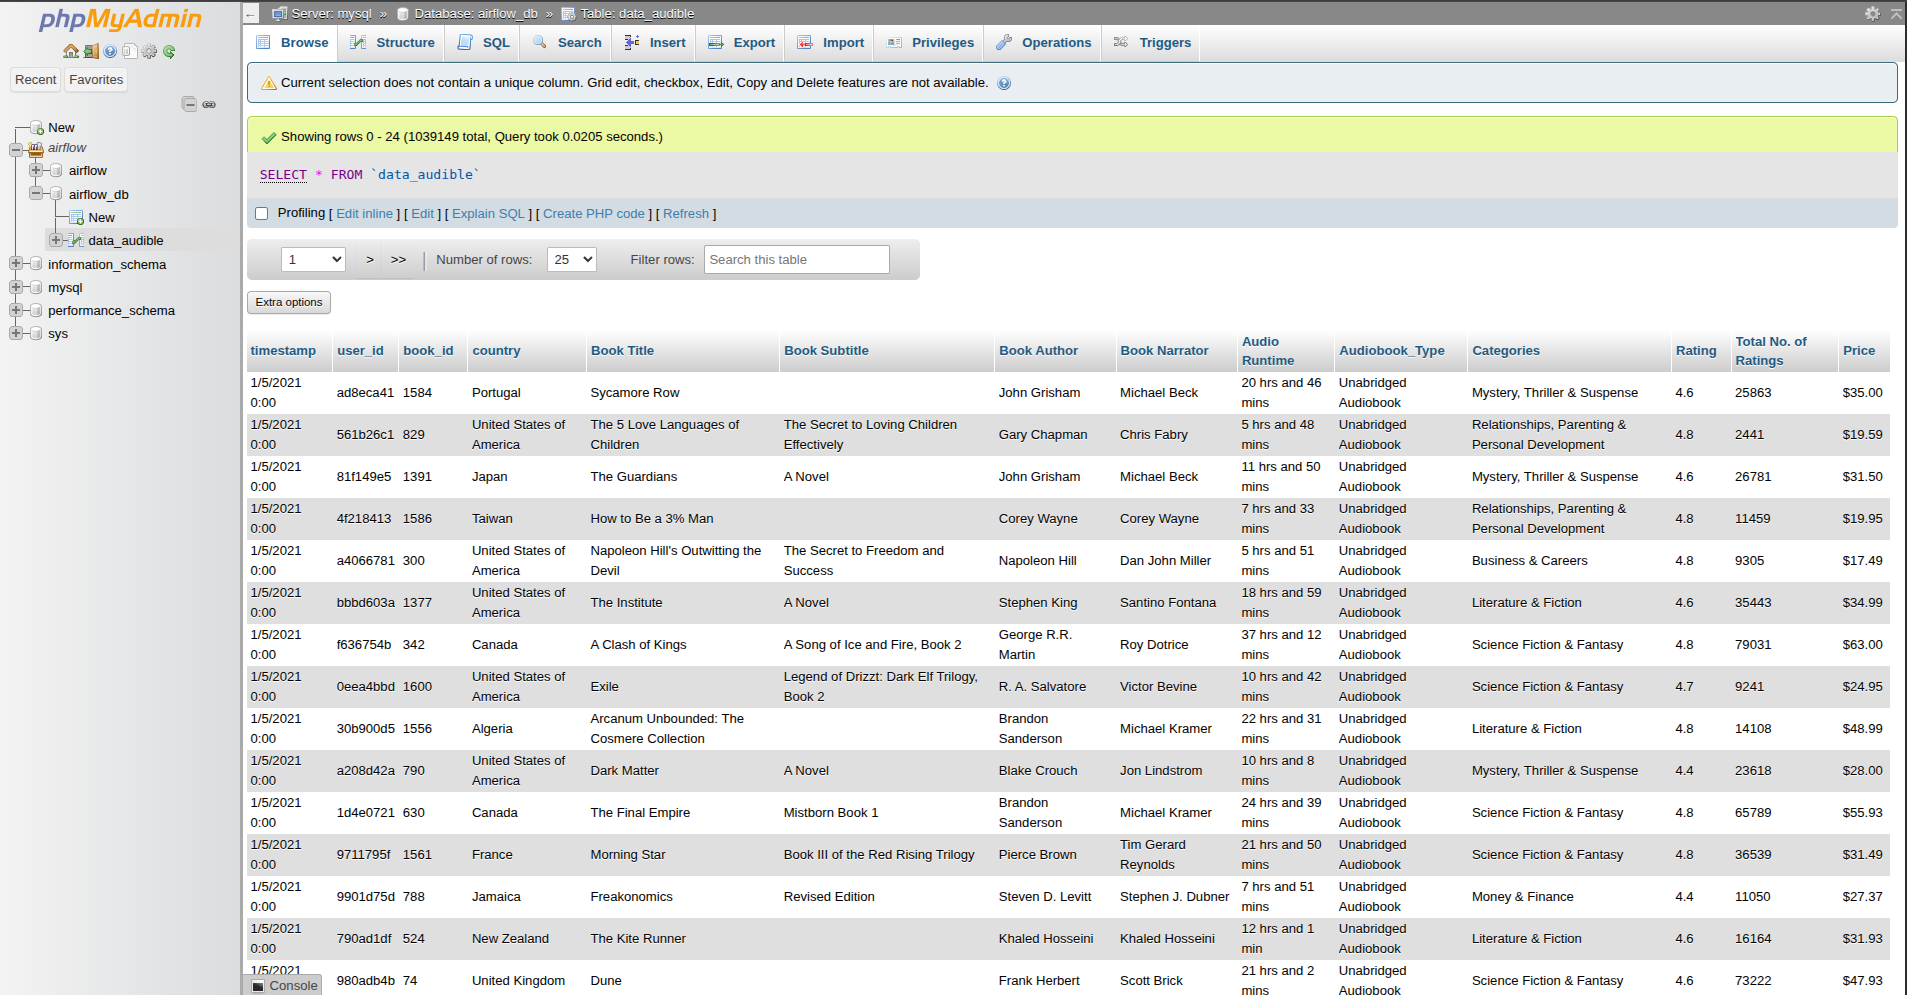 phpMyAdmin
Recent Favorites
New
airflow
airflow
airflow_db
New
data_audible
information_schema
mysql
performance_schema
sys
← Server: mysql » Database: airflow_db » Table: data_audible
Browse Structure SQL Search Insert Export Import Privileges Operations Triggers
Current selection does not contain a unique column. Grid edit, checkbox, Edit, Copy and Delete features are not available.
Showing rows 0 - 24 (1039149 total, Query took 0.0205 seconds.)
SELECT * FROM `data_audible`
Profiling [ Edit inline ] [ Edit ] [ Explain SQL ] [ Create PHP code ] [ Refresh ]
1 > >> Number of rows: 25 Filter rows: Search this table
Extra options
timestamp user_id book_id country Book Title Book Subtitle Book Author Book Narrator Audio Runtime Audiobook_Type Categories Rating Total No. of Ratings Price
1/5/2021 0:00 ad8eca41 1584 Portugal Sycamore Row John Grisham Michael Beck 20 hrs and 46 mins Unabridged Audiobook Mystery, Thriller & Suspense 4.6 25863 $35.00
1/5/2021 0:00 561b26c1 829 United States of America The 5 Love Languages of Children The Secret to Loving Children Effectively Gary Chapman Chris Fabry 5 hrs and 48 mins Unabridged Audiobook Relationships, Parenting & Personal Development 4.8 2441 $19.59
1/5/2021 0:00 81f149e5 1391 Japan The Guardians A Novel John Grisham Michael Beck 11 hrs and 50 mins Unabridged Audiobook Mystery, Thriller & Suspense 4.6 26781 $31.50
1/5/2021 0:00 4f218413 1586 Taiwan How to Be a 3% Man Corey Wayne Corey Wayne 7 hrs and 33 mins Unabridged Audiobook Relationships, Parenting & Personal Development 4.8 11459 $19.95
1/5/2021 0:00 a4066781 300 United States of America Napoleon Hill's Outwitting the Devil The Secret to Freedom and Success Napoleon Hill Dan John Miller 5 hrs and 51 mins Unabridged Audiobook Business & Careers 4.8 9305 $17.49
1/5/2021 0:00 bbbd603a 1377 United States of America The Institute A Novel Stephen King Santino Fontana 18 hrs and 59 mins Unabridged Audiobook Literature & Fiction 4.6 35443 $34.99
1/5/2021 0:00 f636754b 342 Canada A Clash of Kings A Song of Ice and Fire, Book 2 George R.R. Martin Roy Dotrice 37 hrs and 12 mins Unabridged Audiobook Science Fiction & Fantasy 4.8 79031 $63.00
1/5/2021 0:00 0eea4bbd 1600 United States of America Exile Legend of Drizzt: Dark Elf Trilogy, Book 2 R. A. Salvatore Victor Bevine 10 hrs and 42 mins Unabridged Audiobook Science Fiction & Fantasy 4.7 9241 $24.95
1/5/2021 0:00 30b900d5 1556 Algeria Arcanum Unbounded: The Cosmere Collection Brandon Sanderson Michael Kramer 22 hrs and 31 mins Unabridged Audiobook Literature & Fiction 4.8 14108 $48.99
1/5/2021 0:00 a208d42a 790 United States of America Dark Matter A Novel Blake Crouch Jon Lindstrom 10 hrs and 8 mins Unabridged Audiobook Mystery, Thriller & Suspense 4.4 23618 $28.00
1/5/2021 0:00 1d4e0721 630 Canada The Final Empire Mistborn Book 1 Brandon Sanderson Michael Kramer 24 hrs and 39 mins Unabridged Audiobook Science Fiction & Fantasy 4.8 65789 $55.93
1/5/2021 0:00 9711795f 1561 France Morning Star Book III of the Red Rising Trilogy Pierce Brown Tim Gerard Reynolds 21 hrs and 50 mins Unabridged Audiobook Science Fiction & Fantasy 4.8 36539 $31.49
1/5/2021 0:00 9901d75d 788 Jamaica Freakonomics Revised Edition Steven D. Levitt Stephen J. Dubner 7 hrs and 51 mins Unabridged Audiobook Money & Finance 4.4 11050 $27.37
1/5/2021 0:00 790ad1df 524 New Zealand The Kite Runner Khaled Hosseini Khaled Hosseini 12 hrs and 1 min Unabridged Audiobook Literature & Fiction 4.6 16164 $31.93
1/5/2021 980adb4b 74 United Kingdom Dune Frank Herbert Scott Brick 21 hrs and 2 mins Unabridged Audiobook Science Fiction & Fantasy 4.6 73222 $47.93
Console